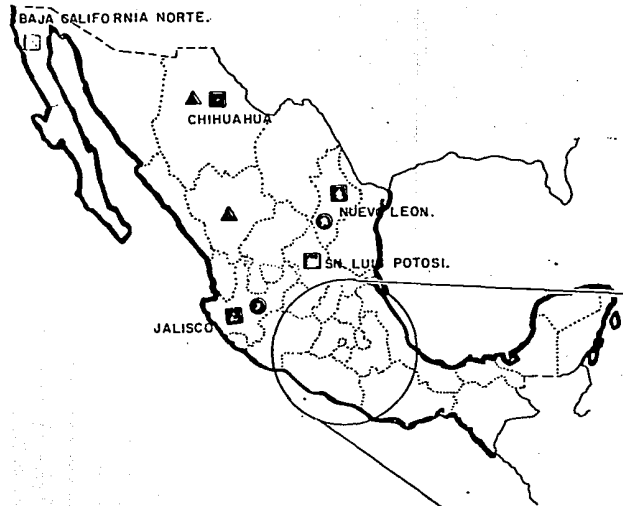 BAJA CALIFORNIA NORTE.
CHIHUAHUA
NUEVO LEON.
SN. LUIS POTOSI.
JALISCO